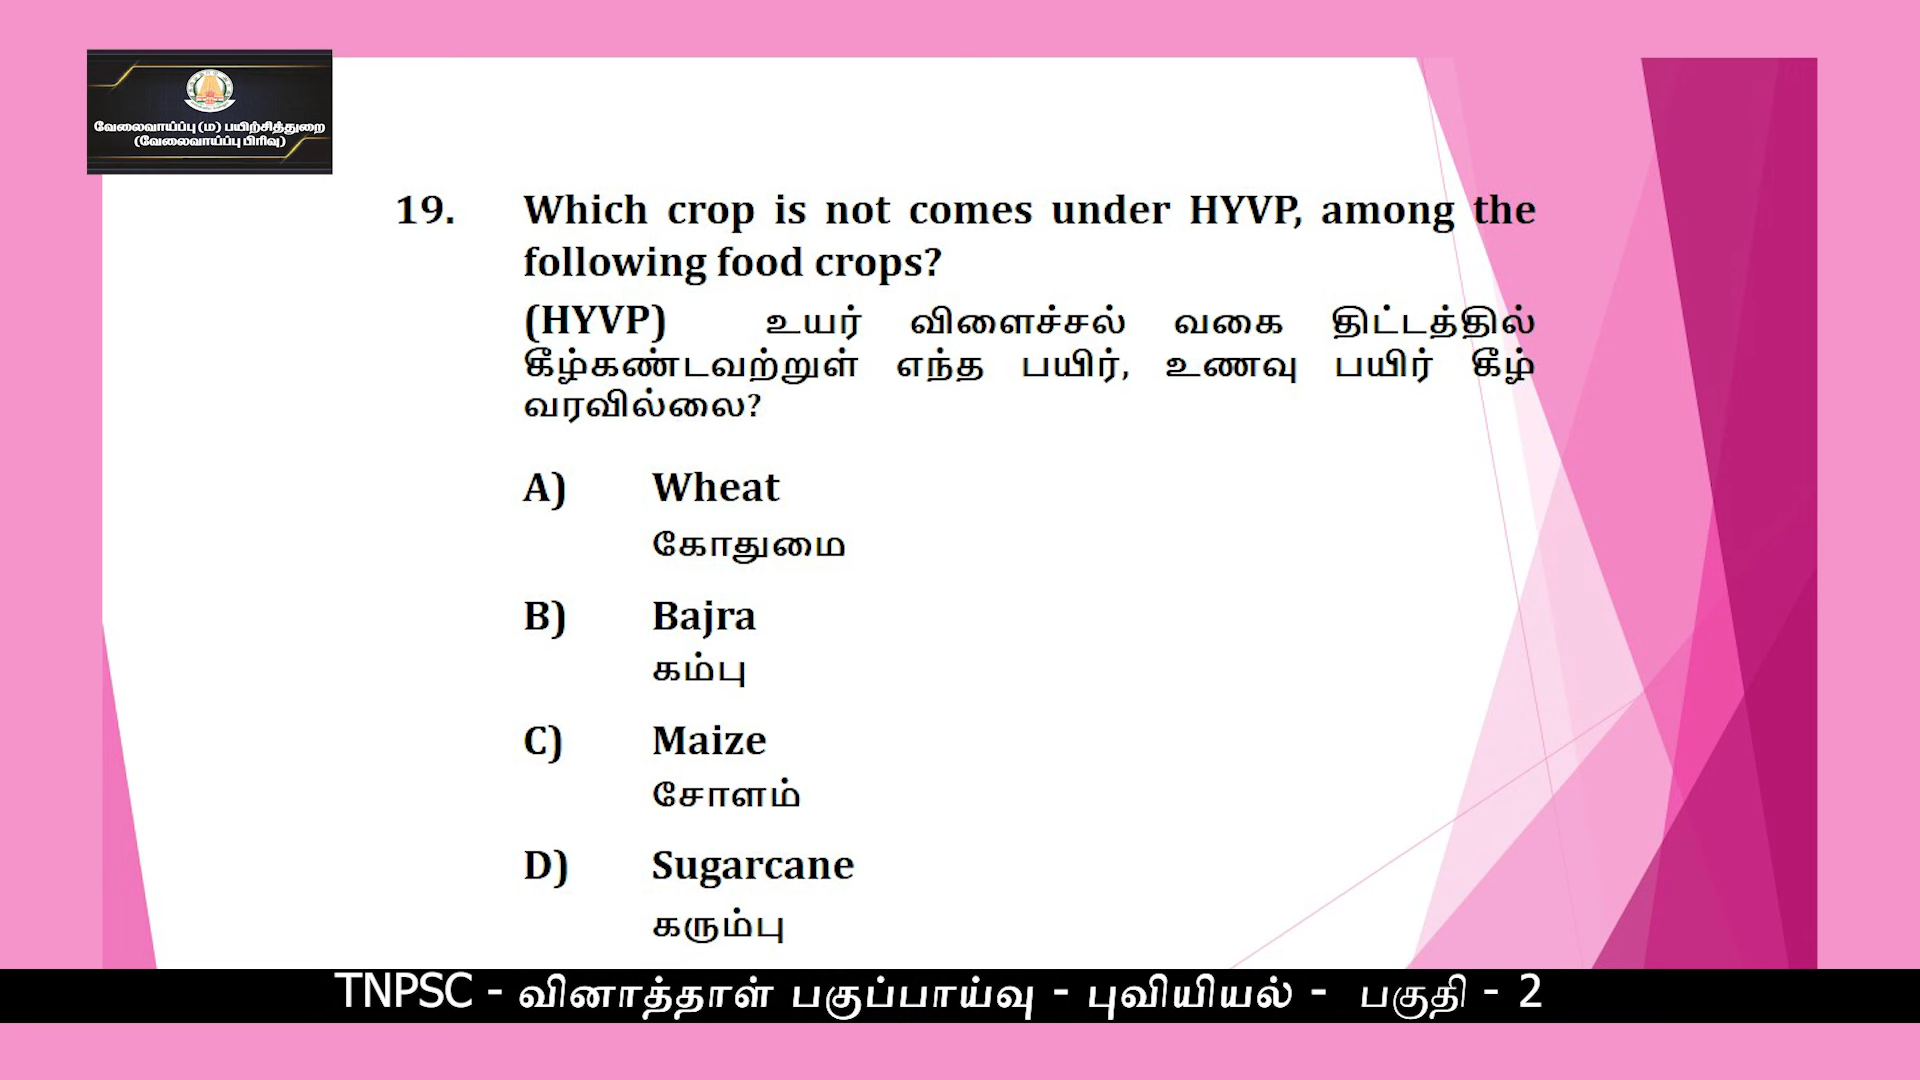 வேலைவாய்ப்பு (ம) பயிற்சித்துறை
(வேலைவாய்ப்பு பிரிவு)
19. Which crop is not comes under HYVP, among the
following food crops?
(HYVP) உயர் விளைச்சல் வகை திட்டத்தில்
கீழ்கண்டவற்றுள் எந்த பயிர், உணவு பயிர் கீழ்
வரவில்லை?
A) Wheat
கோதுமை
B) Bajra
கம்பு
C) Maize
சோளம்
D) Sugarcane
கரும்பு
TNPSC - வினாத்தாள் பகுப்பாய்வு - புவியியல் - பகுதி - 2